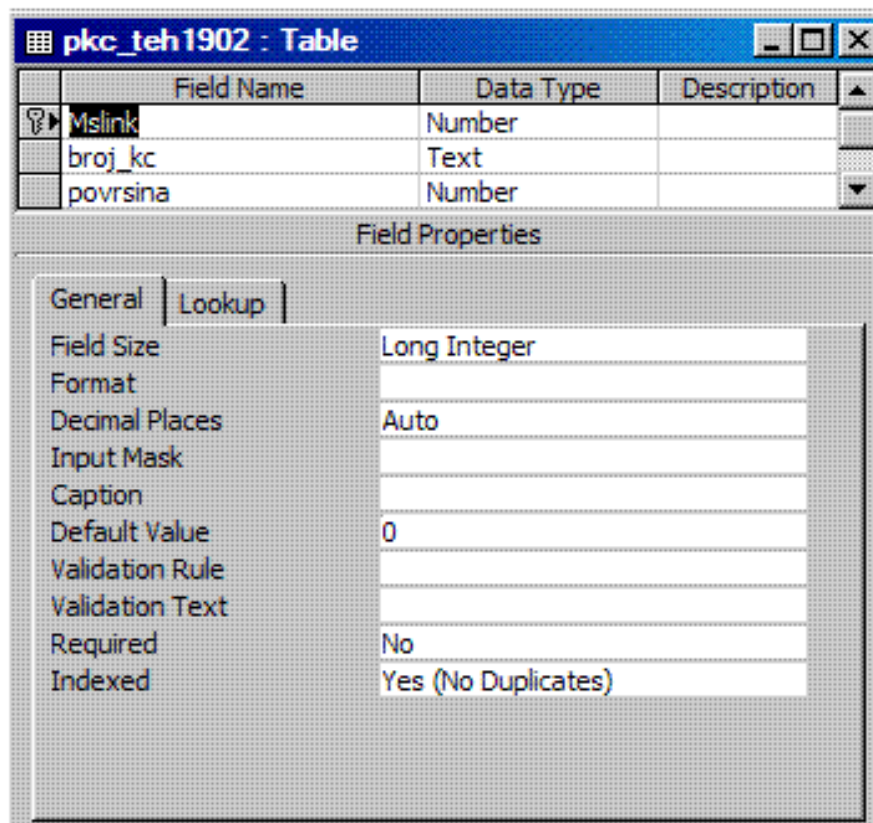 pkc_teh1902 : Table
Field Name Data Type Description
Mslink Number
broj_kc Text
povrsina Number
Field Properties
General Lookup
Field Size Long Integer
Format
Decimal Places Auto
Input Mask
Caption
Default Value 0
Validation Rule
Validation Text
Required No
Indexed Yes (No Duplicates)